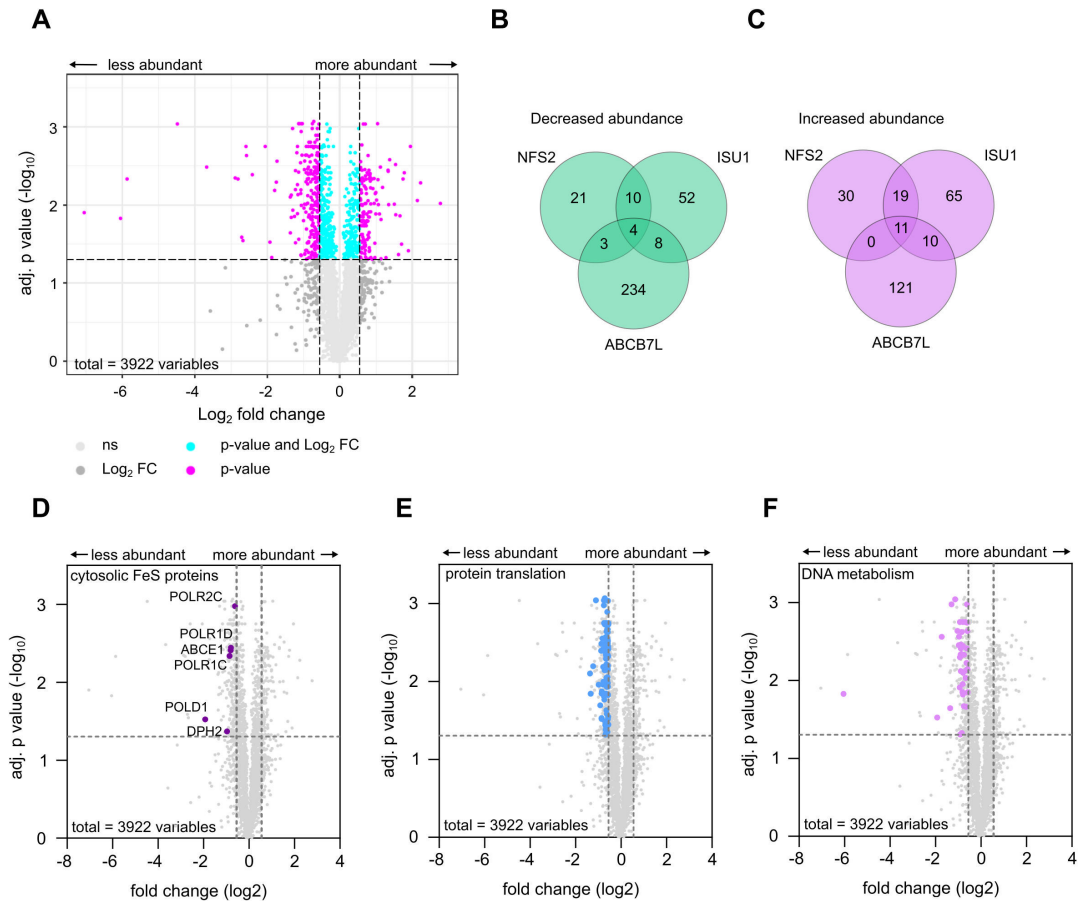 A
← less abundant
more abundant →
adj. p value (-log10)
3
2
1
0
total = 3922 variables
-6
-4
-2
0
2
Log2 fold change
ns
p-value and Log2 FC
Log2 FC
p-value
B
Decreased abundance
NFS2
ISU1
21
10
52
4
3
8
234
ABCB7L
C
Increased abundance
NFS2
ISU1
30
19
65
11
0
10
121
ABCB7L
D
← less abundant
more abundant →
cytosolic FeS proteins
POLR2C
POLR1D
ABCE1
POLR1C
POLD1
DPH2
adj. p value (-log10)
3
2
1
0
total = 3922 variables
-8
-6
-4
-2
0
2
4
fold change (log2)
E
← less abundant
more abundant →
protein translation
adj. p value (-log10)
3
2
1
0
total = 3922 variables
-8
-6
-4
-2
0
2
4
fold change (log2)
F
← less abundant
more abundant →
DNA metabolism
adj. p value (-log10)
3
2
1
0
total = 3922 variables
-8
-6
-4
-2
0
2
4
fold change (log2)